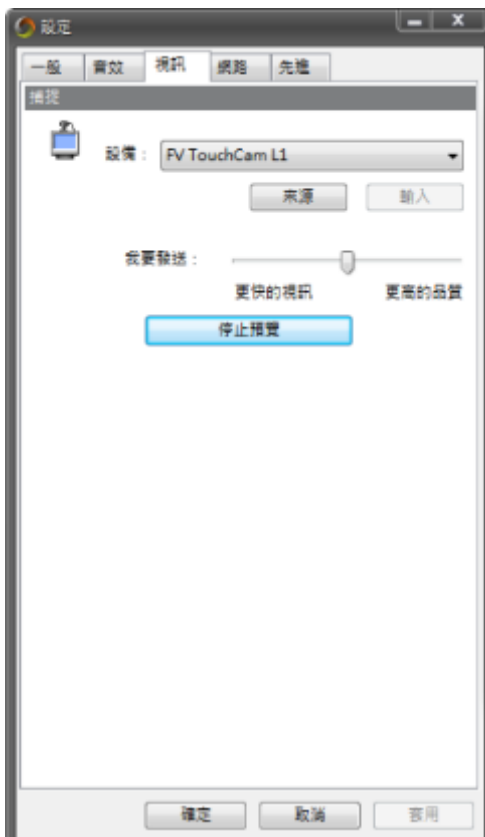 設定
一般 音效 視訊 網路 先進
捕捉
設備： FV TouchCam L1
來源 輸入
我要發送：
更快的視訊 更高的品質
停止預覽
確定 取消 套用